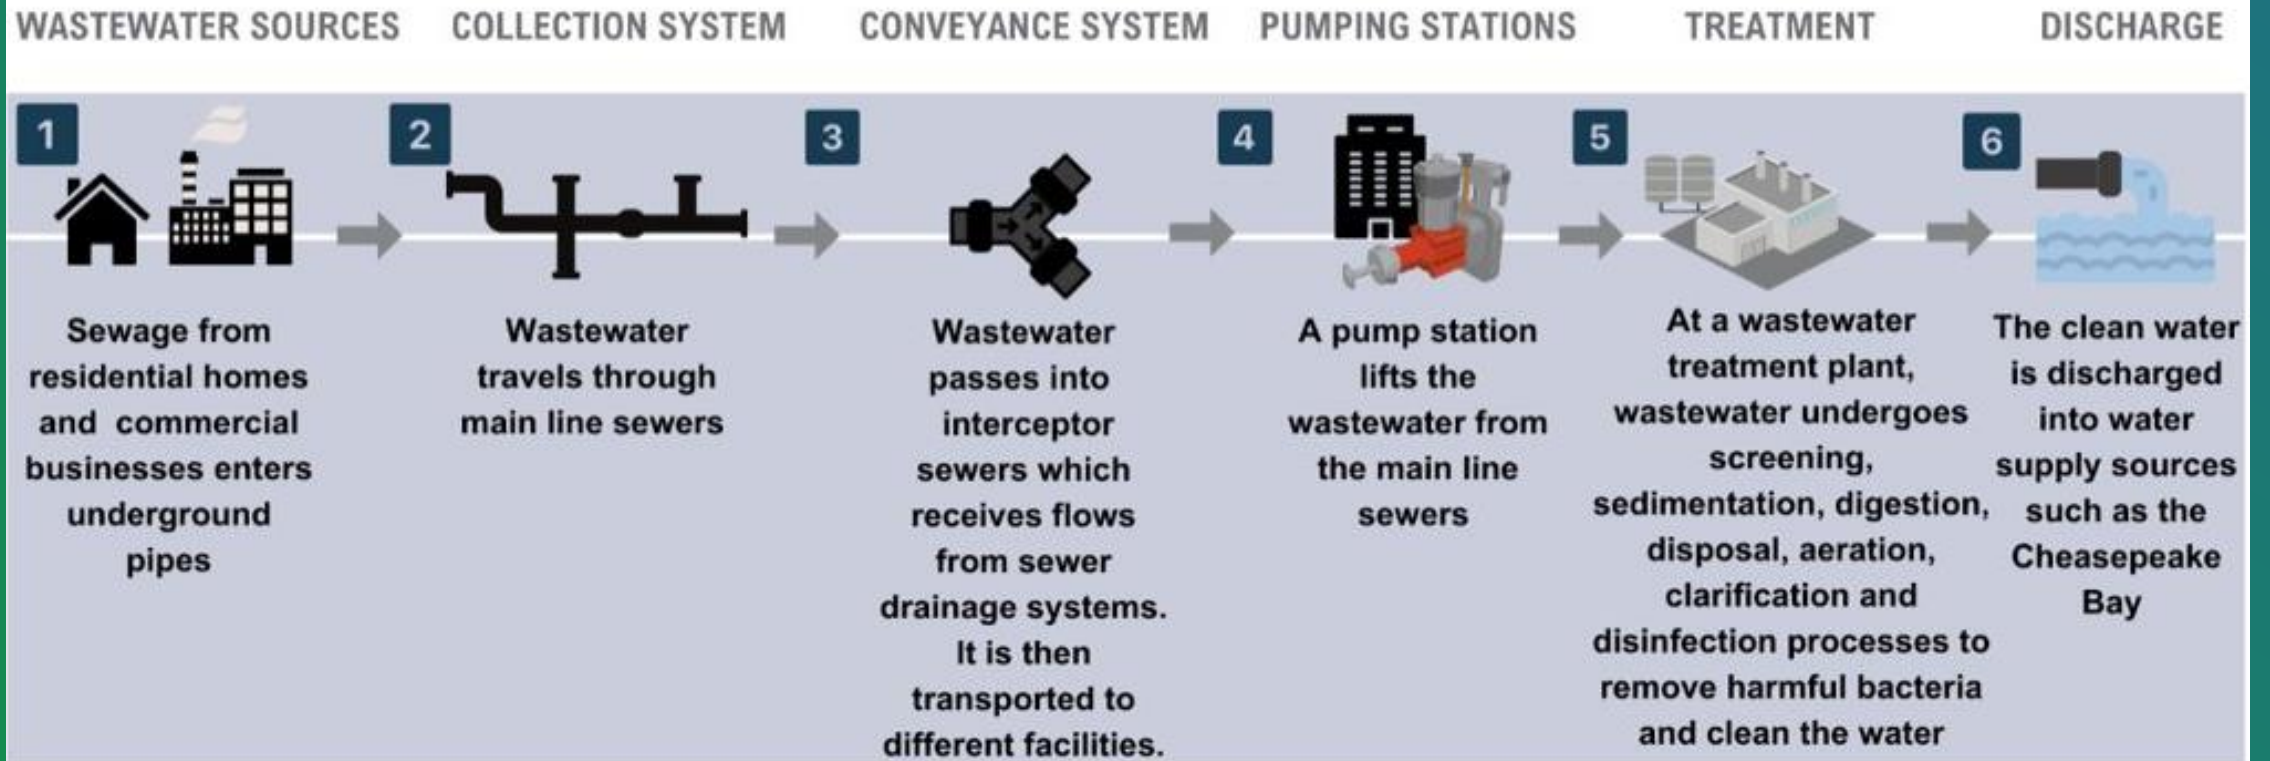 WASTEWATER SOURCES
COLLECTION SYSTEM
CONVEYANCE SYSTEM
PUMPING STATIONS
TREATMENT
DISCHARGE
1
Sewage from
residential homes
and commercial
businesses enters
underground
pipes
2
Wastewater
travels through
main line sewers
3
Wastewater
passes into
interceptor
sewers which
receives flows
from sewer
drainage systems.
It is then
transported to
different facilities.
4
A pump station
lifts the
wastewater from
the main line
sewers
5
At a wastewater
treatment plant,
wastewater undergoes
screening,
sedimentation, digestion,
disposal, aeration,
clarification and
disinfection processes to
remove harmful bacteria
and clean the water
6
The clean water
is discharged
into water
supply sources
such as the
Cheasepeake
Bay